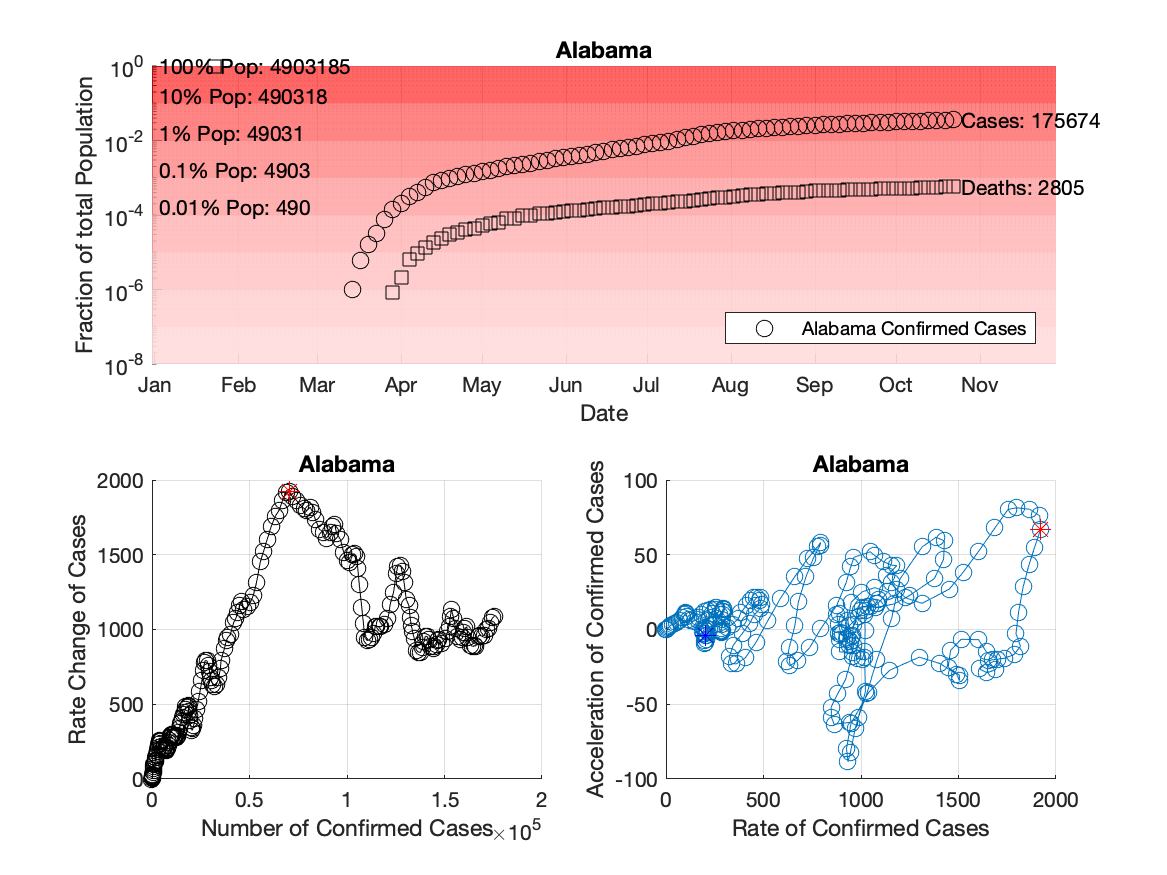 Alabama
Fraction of total Population
10^0
10^-2
10^-4
10^-6
10^-8
100% Pop: 4903185
10% Pop: 490318
1% Pop: 49031
0.1% Pop: 4903
0.01% Pop: 490
Cases: 175674
Deaths: 2805
Alabama Confirmed Cases
Jan Feb Mar Apr May Jun Jul Aug Sep Oct Nov
Date
Alabama
Rate Change of Cases
2000
1500
1000
500
0
0 0.5 1 1.5 2
Number of Confirmed Cases ×10^5
Alabama
Acceleration of Confirmed Cases
100
50
0
-50
-100
0 500 1000 1500 2000
Rate of Confirmed Cases